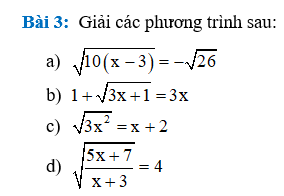 Bài 3: Giải các phương trình sau:
a) √(10(x − 3)) = −√26
b) 1 + √(3x + 1) = 3x
c) √(3x²) = x + 2
d) √((5x + 7)/(x + 3)) = 4